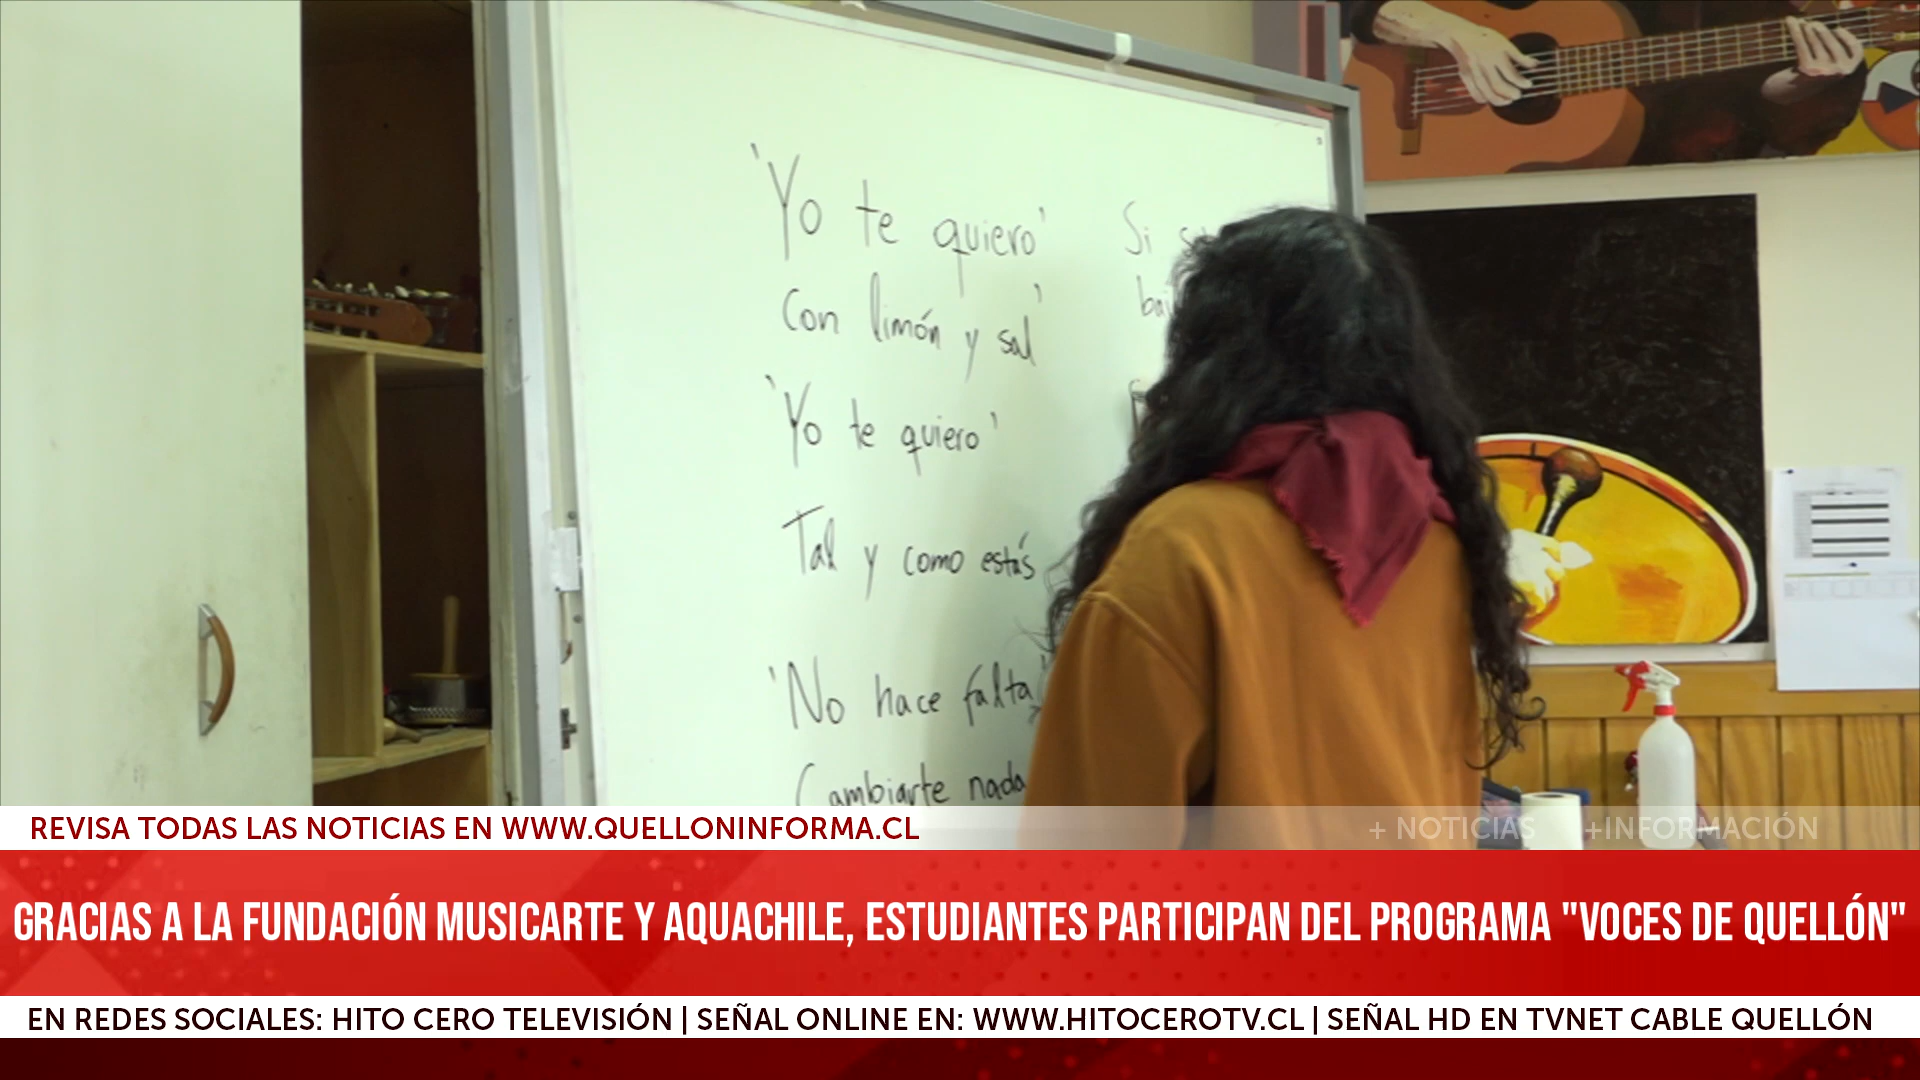 'Yo te quiero'
con limón y sal'
'Yo te quiero'
Tal y como estás
'No hace falta
Cambiarte nada
Si
REVISA TODAS LAS NOTICIAS EN WWW.QUELLONINFORMA.CL
+ NOTICIAS +INFORMACIÓN
GRACIAS A LA FUNDACIÓN MUSICARTE Y AQUACHILE, ESTUDIANTES PARTICIPAN DEL PROGRAMA "VOCES DE QUELLÓN"
EN REDES SOCIALES: HITO CERO TELEVISIÓN | SEÑAL ONLINE EN: WWW.HITOCEROTV.CL | SEÑAL HD EN TVNET CABLE QUELLÓN